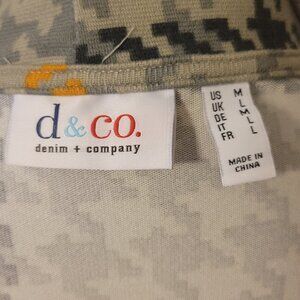 d&co.
denim + company
US M
UK M
DE M
IT L
FR L
MADE IN
CHINA